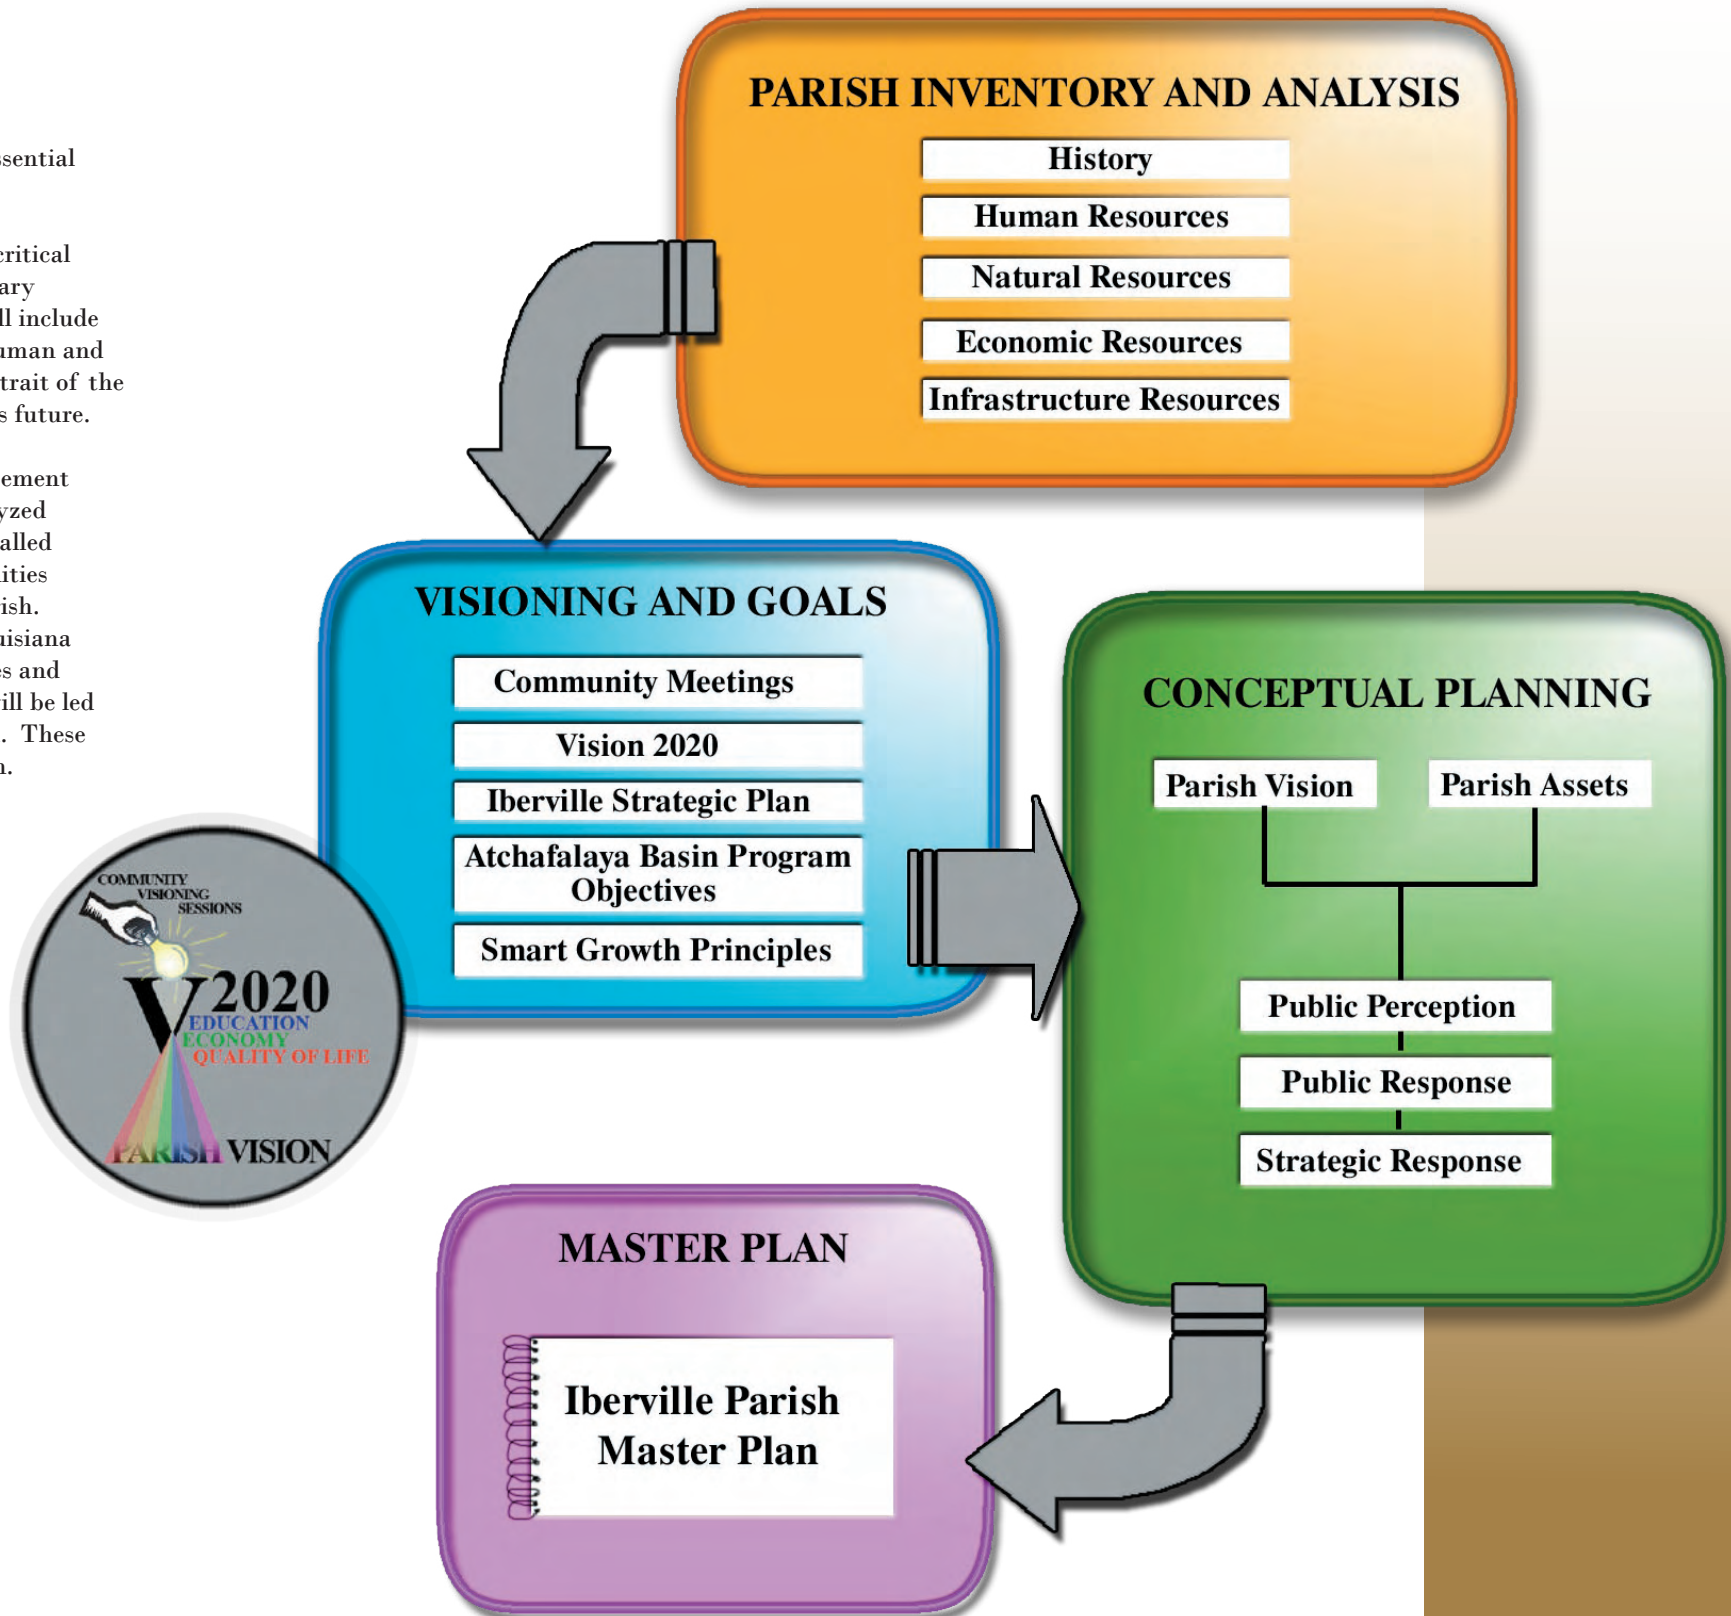 ssential
critical
ary
ll include
uman and
trait of the
s future.
ement
yzed
alled
ities
rish.
uisiana
es and
will be led
. These
n.
PARISH INVENTORY AND ANALYSIS
History
Human Resources
Natural Resources
Economic Resources
Infrastructure Resources
VISIONING AND GOALS
Community Meetings
Vision 2020
Iberville Strategic Plan
Atchafalaya Basin Program
Objectives
Smart Growth Principles
COMMUNITY
VISIONING
SESSIONS
V2020
EDUCATION
ECONOMY
QUALITY OF LIFE
PARISH VISION
CONCEPTUAL PLANNING
Parish Vision
Parish Assets
Public Perception
Public Response
Strategic Response
MASTER PLAN
Iberville Parish
Master Plan